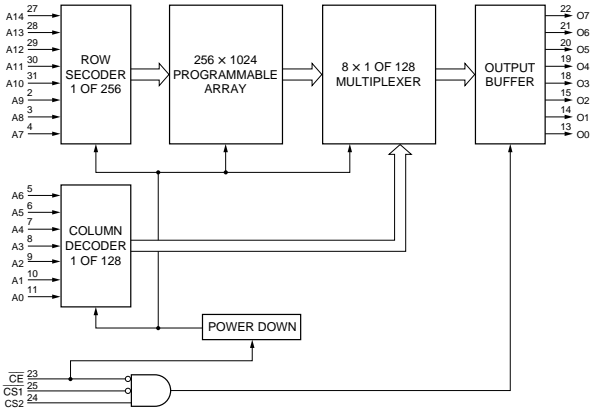 A14 27
A13 28
A12 29
A11 30
A10 31
A9 2
A8 3
A7 4
ROW
SECODER
1 OF 256
256 × 1024
PROGRAMMABLE
ARRAY
8 × 1 OF 128
MULTIPLEXER
OUTPUT
BUFFER
22 O7
21 O6
20 O5
19 O4
18 O3
15 O2
14 O1
13 O0
A6 5
A5 6
A4 7
A3 8
A2 9
A1 10
A0 11
COLUMN
DECODER
1 OF 128
POWER DOWN
C̅E̅ 23
C̅S̅1̅ 25
CS2 24